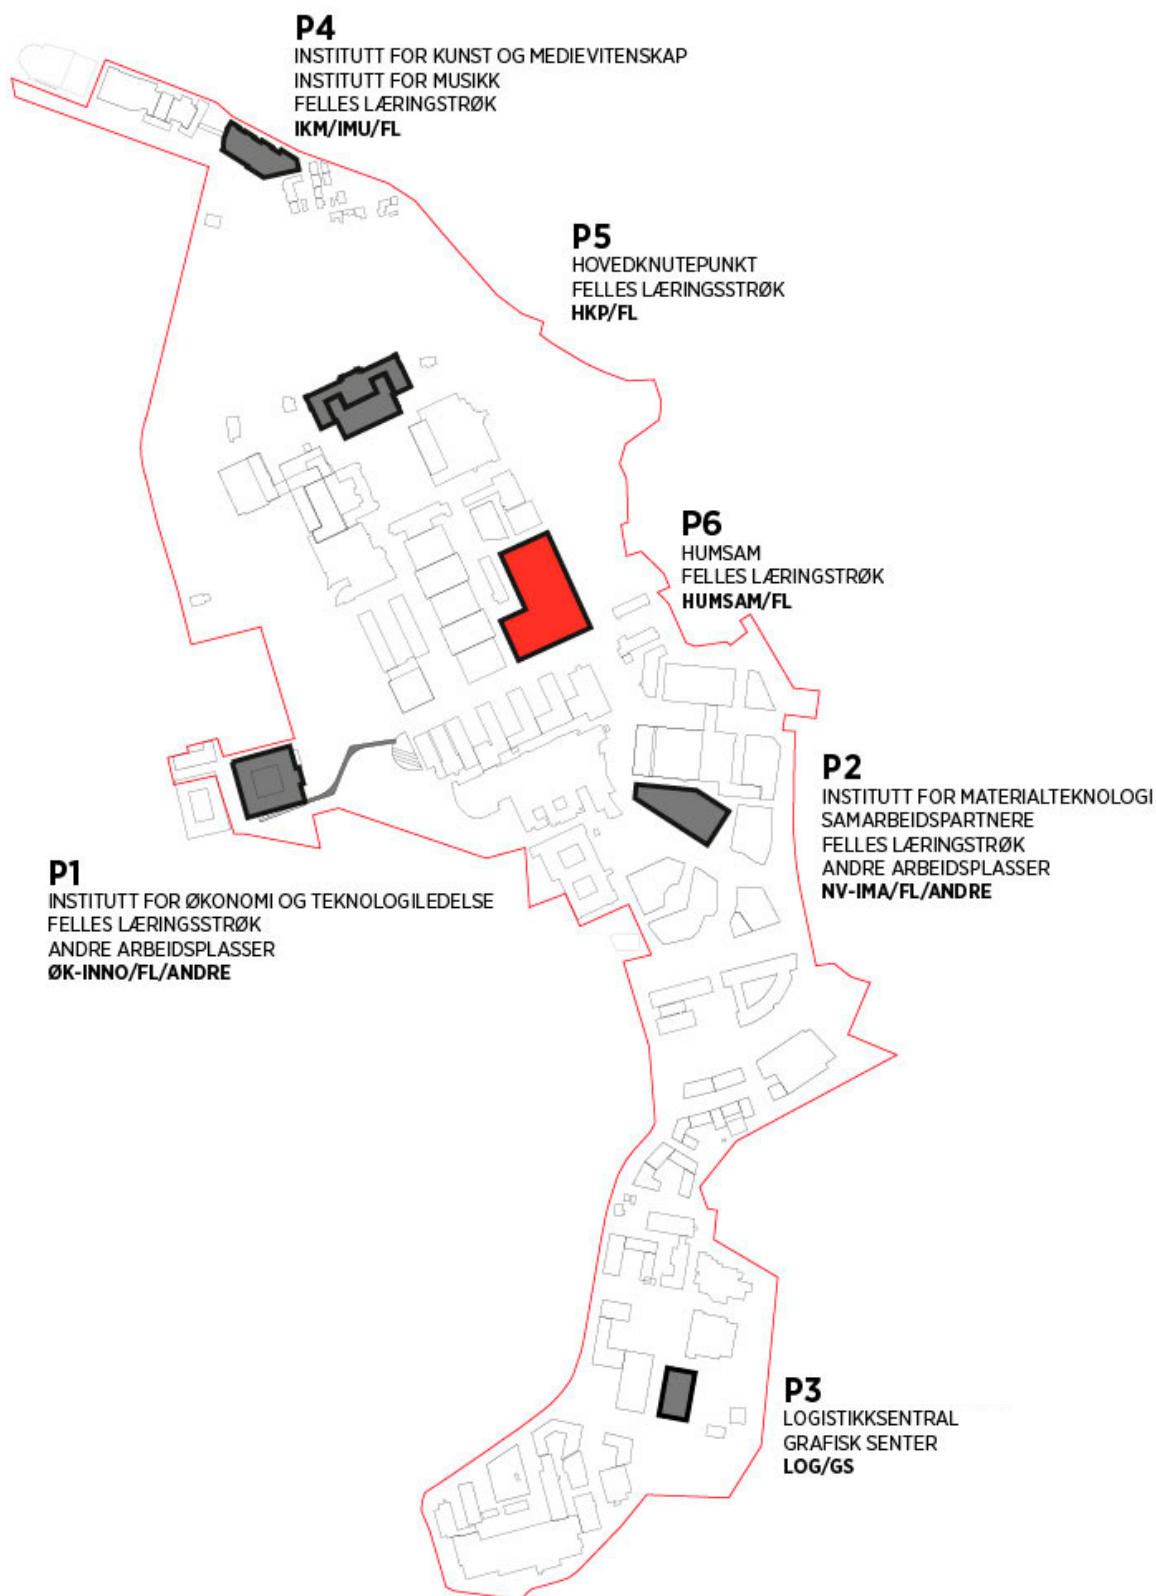 P4
INSTITUTT FOR KUNST OG MEDIEVITENSKAP
INSTITUTT FOR MUSIKK
FELLES LÆRINGSTRØK
IKM/IMU/FL
P5
HOVEDKNUTEPUNKT
FELLES LÆRINGSSTRØK
HKP/FL
P6
HUMSAM
FELLES LÆRINGSTRØK
HUMSAM/FL
P2
INSTITUTT FOR MATERIALTEKNOLOGI
SAMARBEIDSPARTNERE
FELLES LÆRINGSTRØK
ANDRE ARBEIDSPLASSER
NV-IMA/FL/ANDRE
P1
INSTITUTT FOR ØKONOMI OG TEKNOLOGILEDELSE
FELLES LÆRINGSSTRØK
ANDRE ARBEIDSPLASSER
ØK-INNO/FL/ANDRE
P3
LOGISTIKKSENTRAL
GRAFISK SENTER
LOG/GS